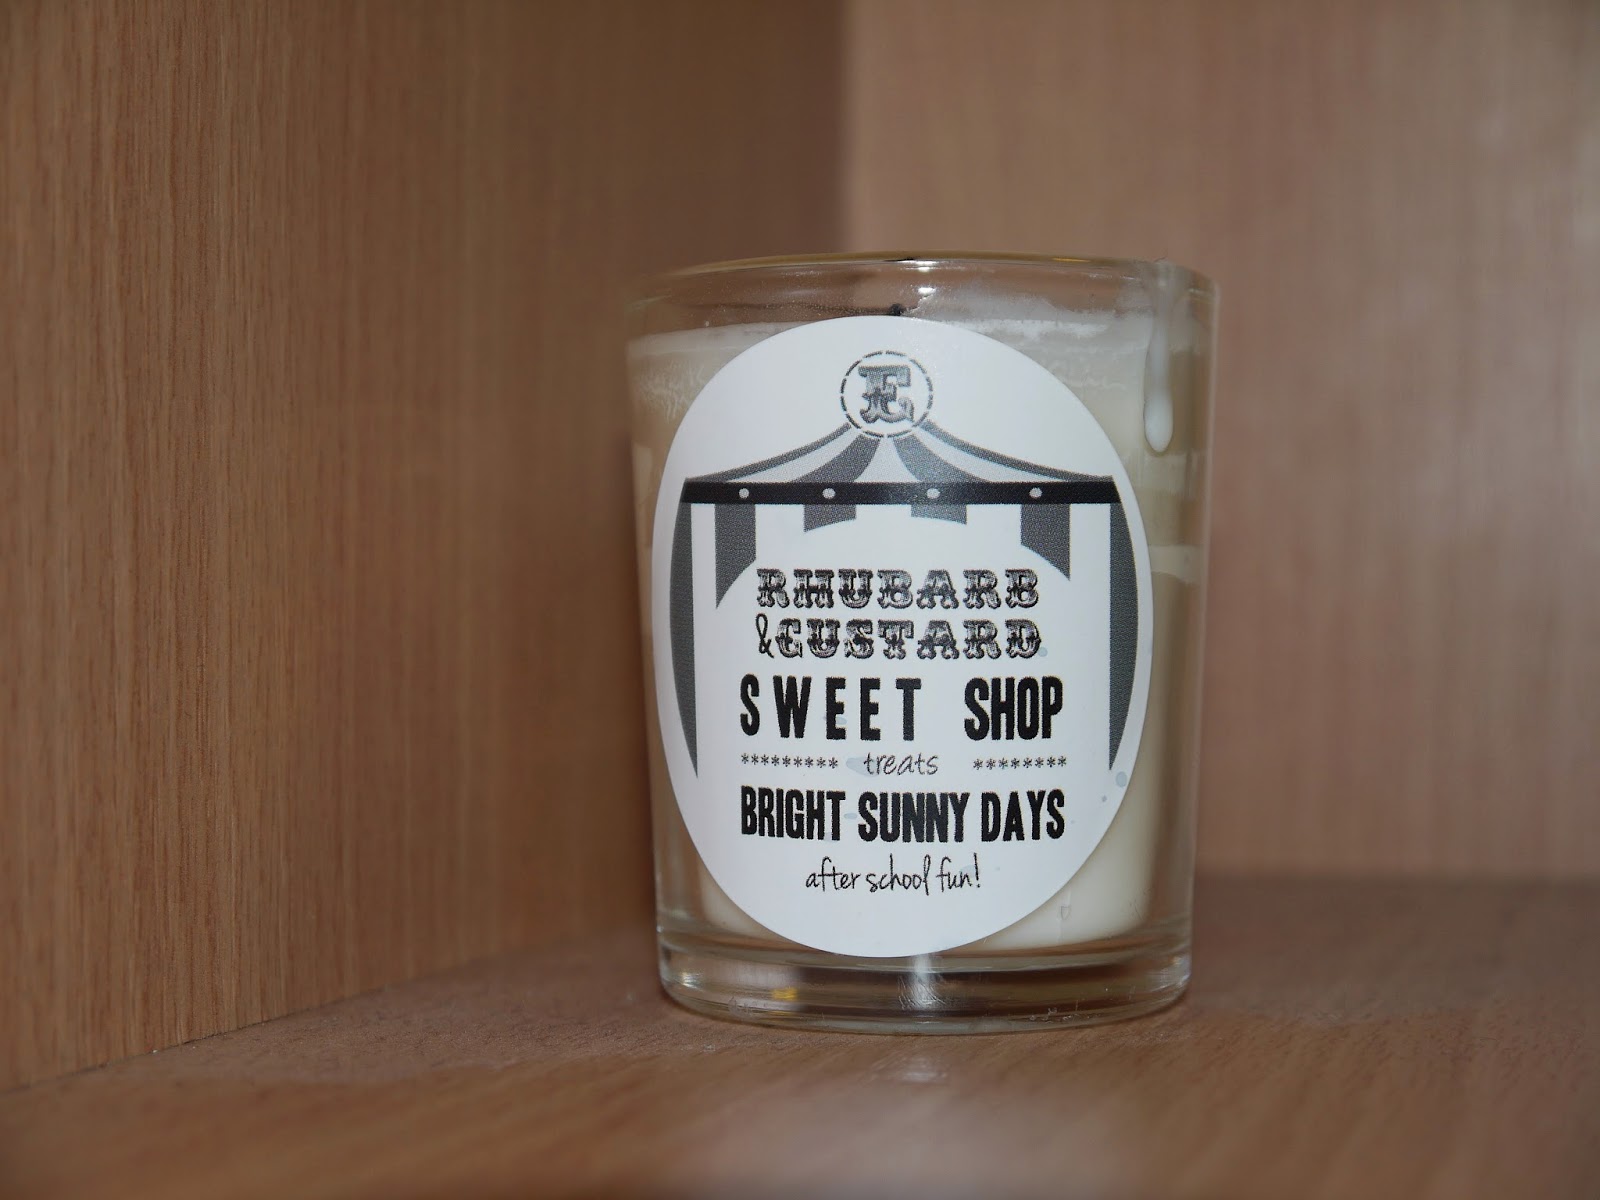 E
RHUBARB
&CUSTARD
SWEET SHOP
********* treats ********
BRIGHT SUNNY DAYS
after school fun!